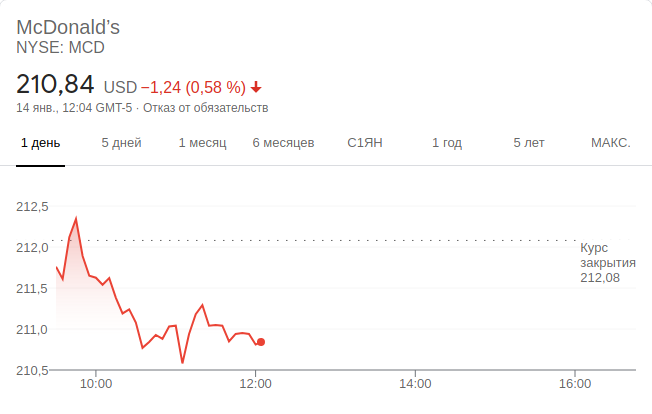 McDonald’s
NYSE: MCD
210,84 USD −1,24 (0,58 %)
14 янв., 12:04 GMT-5 · Отказ от обязательств
1 день 5 дней 1 месяц 6 месяцев С1ЯН 1 год 5 лет МАКС.
212,5
212,0
211,5
211,0
210,5
Курс
закрытия
212,08
10:00 12:00 14:00 16:00